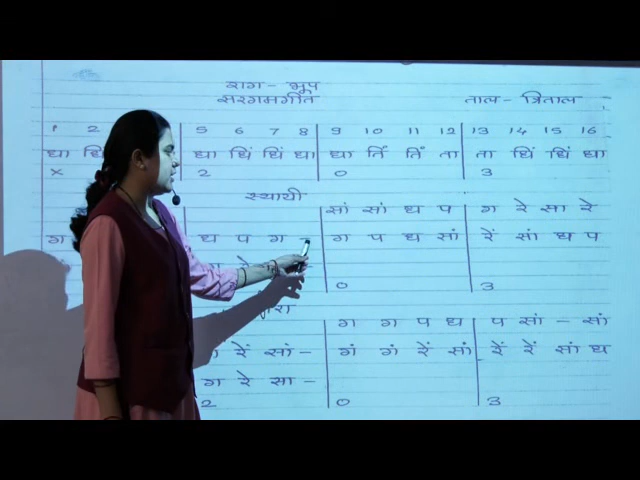 राग - भूप
सरगमगीत ताल - त्रिताल
१ 2 5 6 7 8 9 10 11 12 13 14 15 16
धा धिं धा धिं धिं धा धा तिं तिं ता ता धिं धिं धा
X 2 0 3
स्थायी
सां सां ध प ग रे सा रे
ग ध प ग - ग प ध सां रें सां ध प
ग रे
0 3
ग ग प ध प सां - सां
ग रें सां - गं गं रें सां रें रें सां ध
ग रे सा -
2 0 3